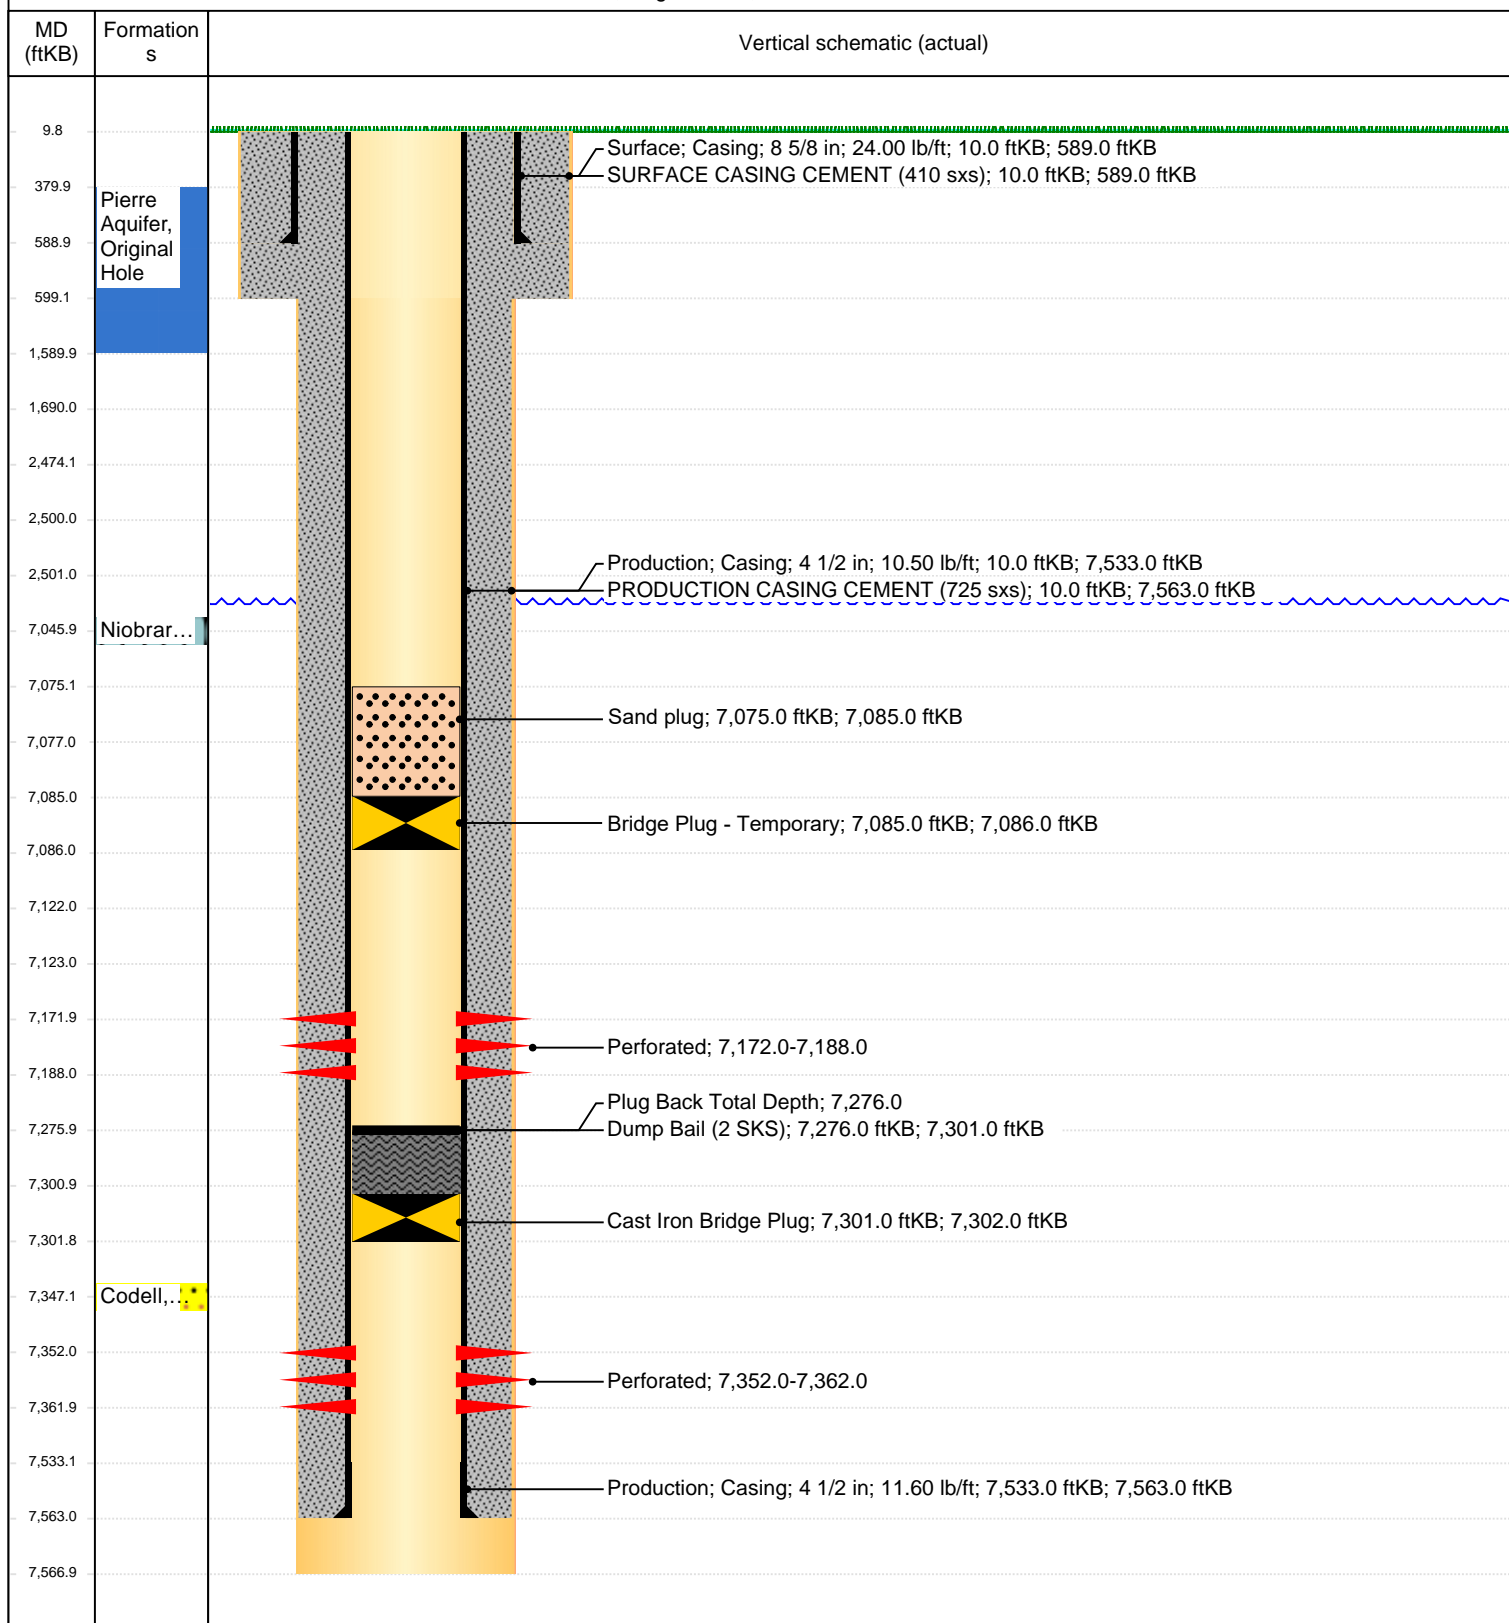 MD
(ftKB)
Formation
s
Vertical schematic (actual)
9.8
379.9
588.9
599.1
1,589.9
1,690.0
2,474.1
2,500.0
2,501.0
7,045.9
7,075.1
7,077.0
7,085.0
7,086.0
7,122.0
7,123.0
7,171.9
7,188.0
7,275.9
7,300.9
7,301.8
7,347.1
7,352.0
7,361.9
7,533.1
7,563.0
7,566.9
Pierre
Aquifer,
Original
Hole
Niobrar…
Codell,…
Surface; Casing; 8 5/8 in; 24.00 lb/ft; 10.0 ftKB; 589.0 ftKB
SURFACE CASING CEMENT (410 sxs); 10.0 ftKB; 589.0 ftKB
Production; Casing; 4 1/2 in; 10.50 lb/ft; 10.0 ftKB; 7,533.0 ftKB
PRODUCTION CASING CEMENT (725 sxs); 10.0 ftKB; 7,563.0 ftKB
Sand plug; 7,075.0 ftKB; 7,085.0 ftKB
Bridge Plug - Temporary; 7,085.0 ftKB; 7,086.0 ftKB
Perforated; 7,172.0-7,188.0
Plug Back Total Depth; 7,276.0
Dump Bail (2 SKS); 7,276.0 ftKB; 7,301.0 ftKB
Cast Iron Bridge Plug; 7,301.0 ftKB; 7,302.0 ftKB
Perforated; 7,352.0-7,362.0
Production; Casing; 4 1/2 in; 11.60 lb/ft; 7,533.0 ftKB; 7,563.0 ftKB